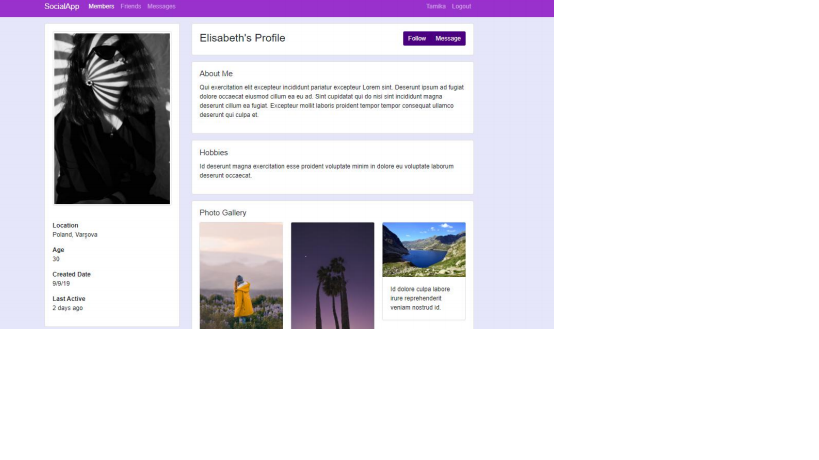 SocialApp Members Friends Messages Tamika Logout
Elisabeth's Profile
Follow Message
About Me
Qui exercitation elit excepteur incididunt pariatur excepteur Lorem sint. Deserunt ipsum ad fugiat
dolore occaecat eiusmod cillum ea eu ad. Sint cupidatat qui do nisi sint incididunt magna
deserunt cillum ea fugiat. Excepteur mollit laboris proident tempor tempor consequat ullamco
deserunt qui culpa et.
Hobbies
Id deserunt magna exercitation esse proident voluptate minim in dolore eu voluptate laborum
deserunt occaecat.
Photo Gallery
Id dolore culpa labore
irure reprehenderit
veniam nostrud id.
Location
Poland, Varşova
Age
30
Created Date
9/9/19
Last Active
2 days ago